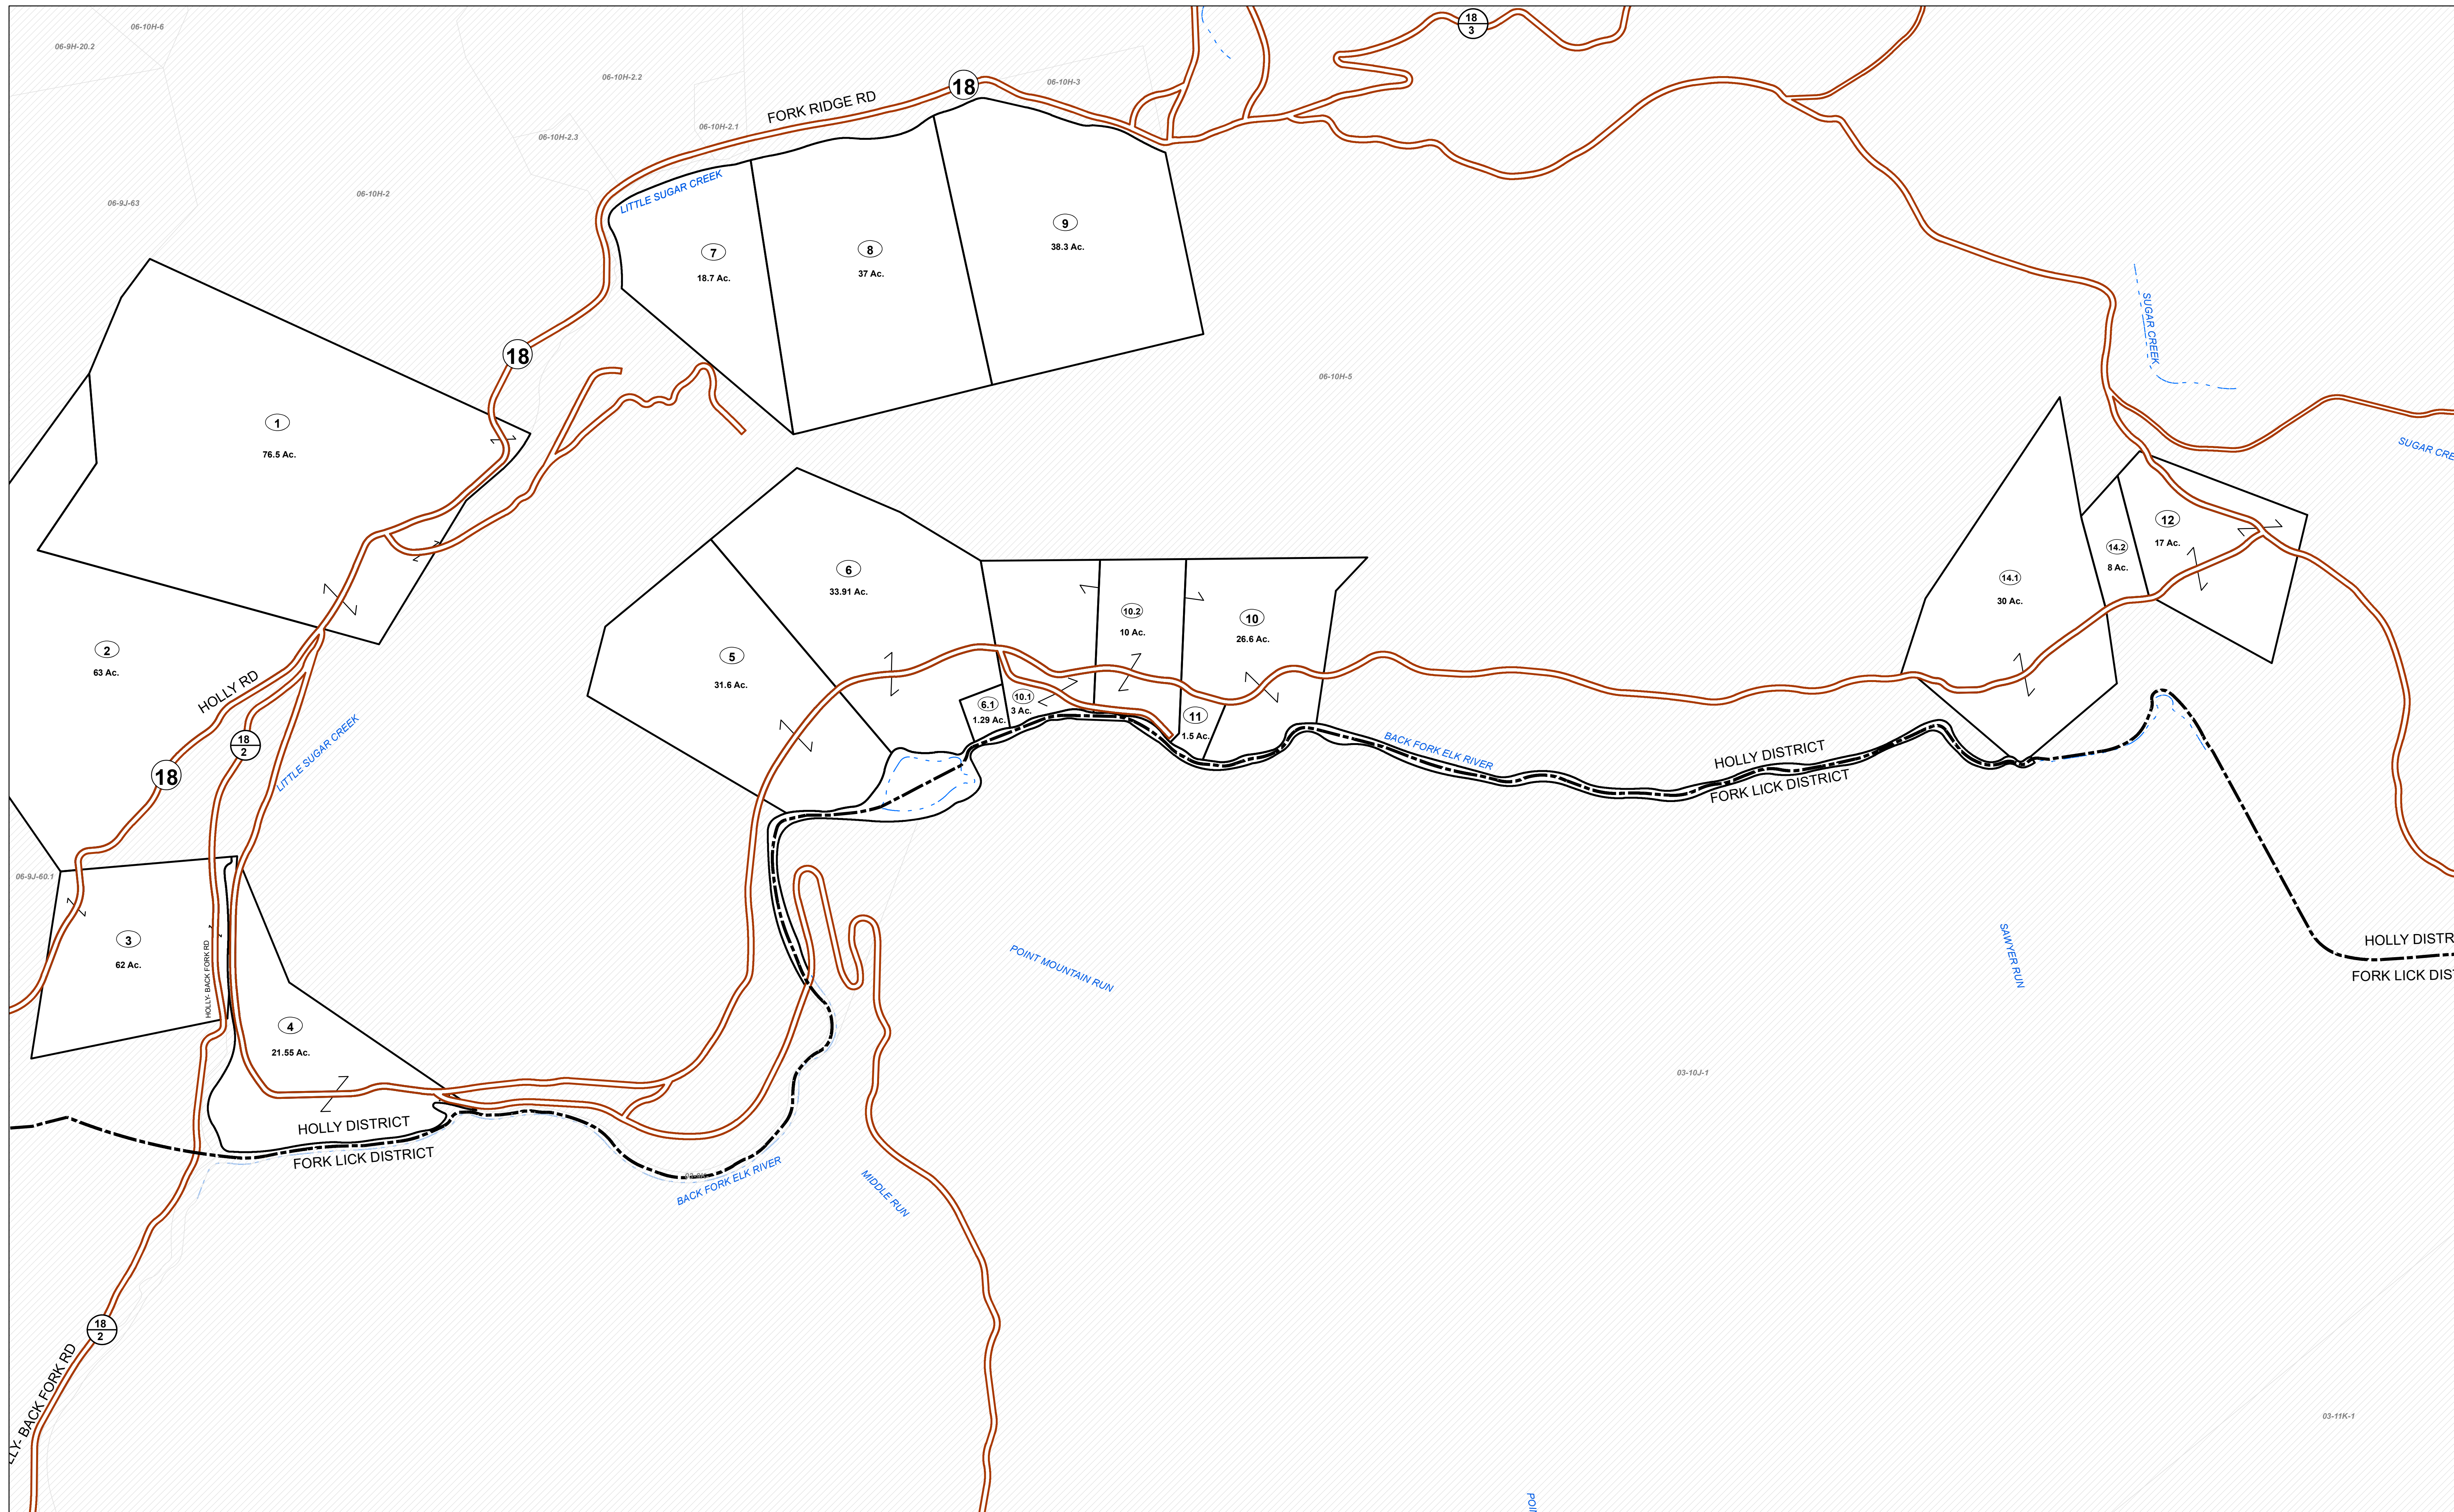 06-10H-6
06-9H-20.2
18
3
06-10H-2.2
18
06-10H-3
FORK RIDGE RD
06-10H-2.1
06-10H-2.3
LITTLE SUGAR CREEK
06-10H-2
06-9J-63
9
38.3 Ac.
8
37 Ac.
7
18.7 Ac.
SUGAR CREEK
18
06-10H-5
1
76.5 Ac.
SUGAR CRE
12
17 Ac.
14.2
8 Ac.
6
33.91 Ac.
14.1
30 Ac.
10.2
10 Ac.
10
26.6 Ac.
2
63 Ac.
5
31.6 Ac.
HOLLY RD
6.1
1.29 Ac.
10.1
3 Ac.
11
1.5 Ac.
18
2
LITTLE SUGAR CREEK
BACK FORK ELK RIVER
HOLLY DISTRICT
FORK LICK DISTRICT
18
06-9J-60.1
3
62 Ac.
HOLLY- BACK FORK RD
POINT MOUNTAIN RUN
SAWYER RUN
HOLLY DISTR
FORK LICK DIS
4
21.55 Ac.
03-10J-1
HOLLY DISTRICT
FORK LICK DISTRICT
BACK FORK ELK RIVER
MIDDLE RUN
18
2
LLY- BACK FORK RD
03-11K-1
POI